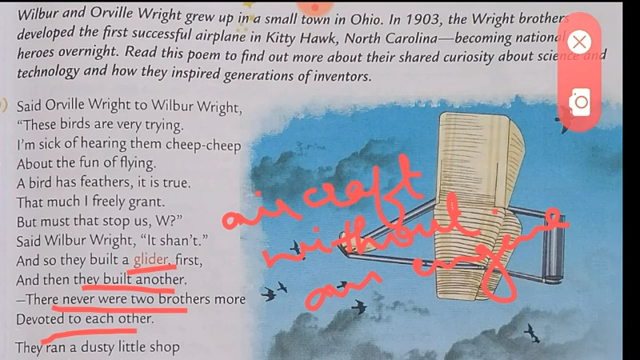 Wilbur and Orville Wright grew up in a small town in Ohio. In 1903, the Wright brothers
developed the first successful airplane in Kitty Hawk, North Carolina—becoming national
heroes overnight. Read this poem to find out more about their shared curiosity about science and
technology and how they inspired generations of inventors.
Said Orville Wright to Wilbur Wright,
“These birds are very trying.
I'm sick of hearing them cheep-cheep
About the fun of flying.
A bird has feathers, it is true.
That much I freely grant.
But must that stop us, W?”
Said Wilbur Wright, “It shan't.”
And so they built a glider, first,
And then they built another.
—There never were two brothers more
Devoted to each other.
They ran a dusty little shop
aircraft
without
an engine